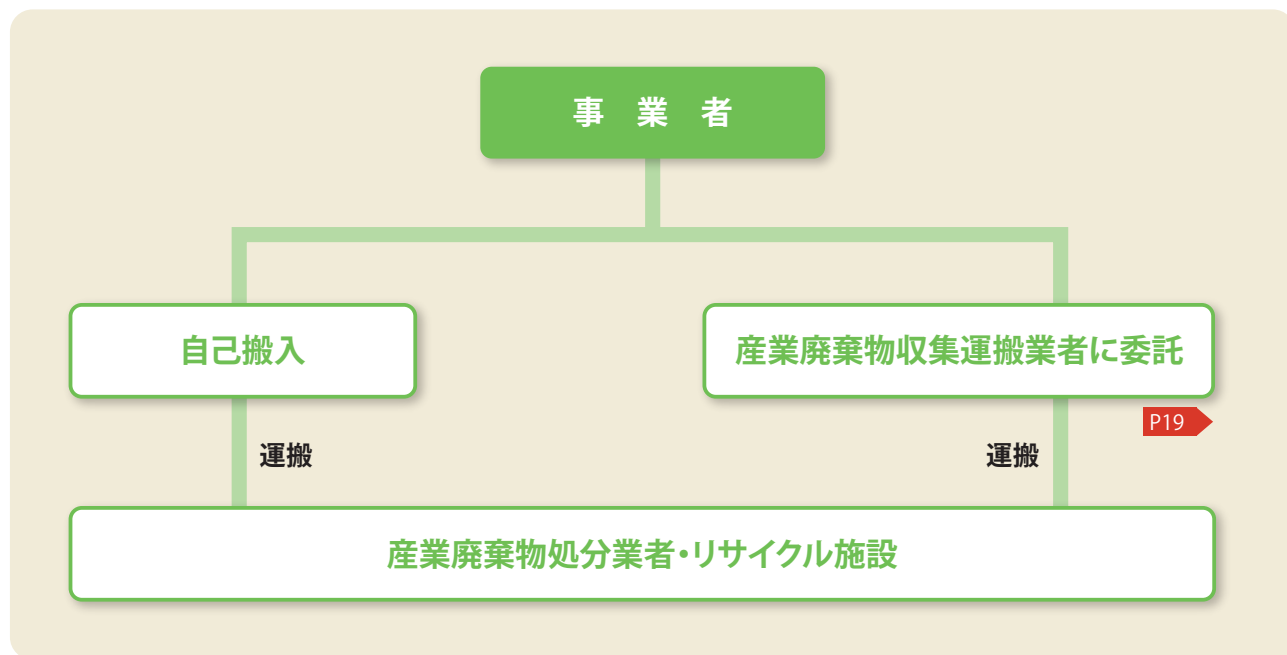 事 業 者
自己搬入
産業廃棄物収集運搬業者に委託
P19
運搬
運搬
産業廃棄物処分業者・リサイクル施設